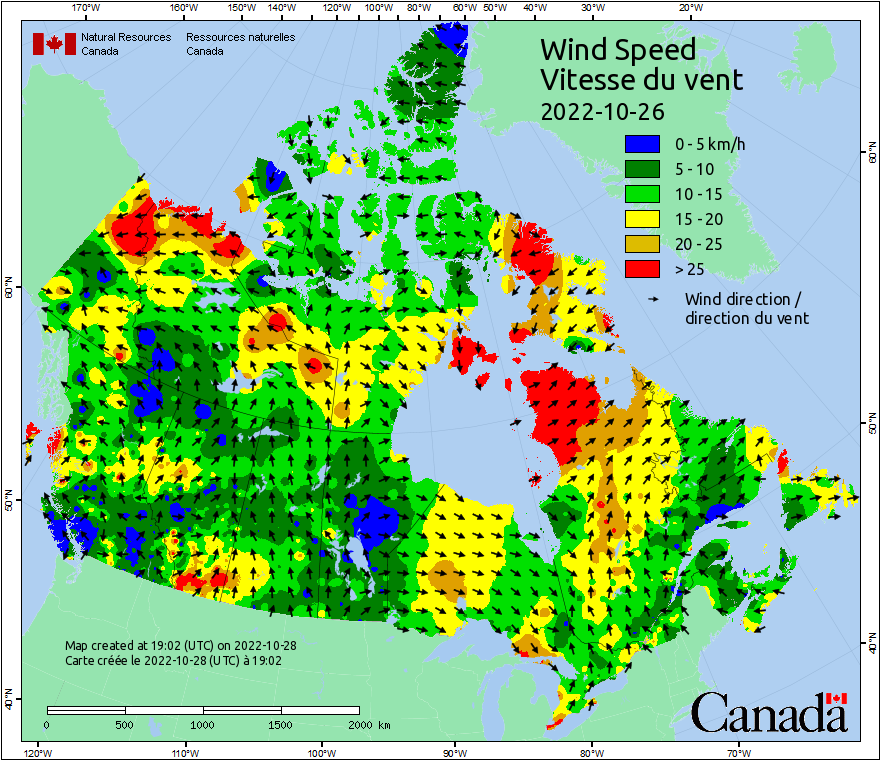 170°W 160°W 150°W 140°W 120°W 100°W 80°W 60°W 50°W 40°W 30°W 20°W
Natural Resources Ressources naturelles
Canada Canada
Wind Speed
Vitesse du vent
2022-10-26
0 - 5 km/h
5 - 10
10 - 15
15 - 20
20 - 25
> 25
Wind direction /
direction du vent
60°N
50°N
40°N
60°N
50°N
40°N
Map created at 19:02 (UTC) on 2022-10-28
Carte créée le 2022-10-28 (UTC) à 19:02
0 500 1000 1500 2000 km
Canada
120°W 110°W 100°W 90°W 80°W 70°W